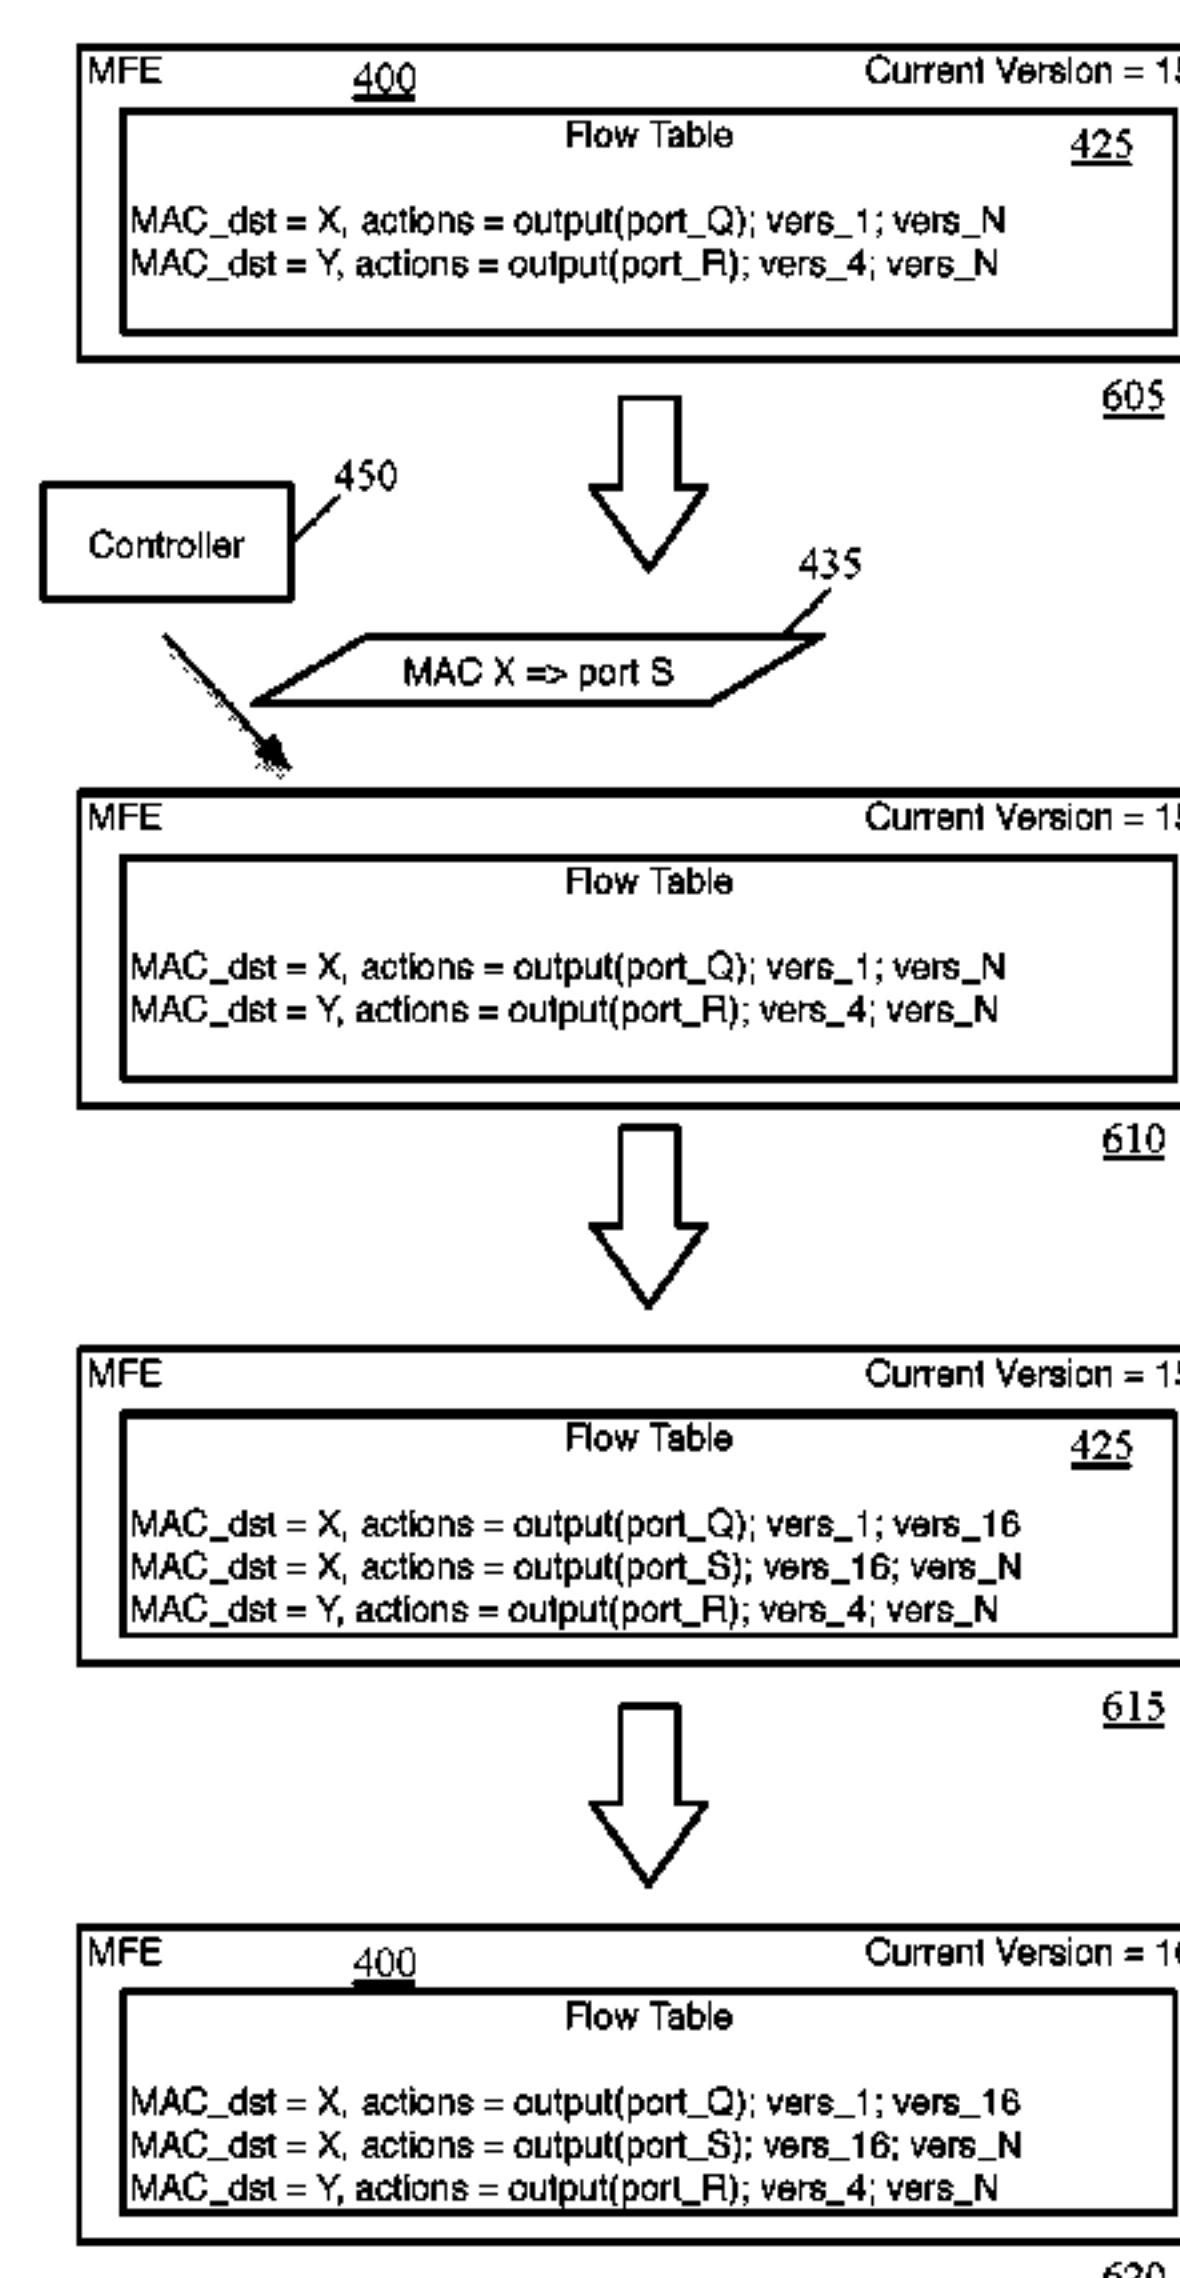 MFE 400 Current Version = 15
Flow Table 425
MAC_dst = X, actions = output(port_Q); vers_1; vers_N
MAC_dst = Y, actions = output(port_R); vers_4; vers_N
605
Controller
450
435
MAC X => port S
MFE Current Version = 15
Flow Table
MAC_dst = X, actions = output(port_Q); vers_1; vers_N
MAC_dst = Y, actions = output(port_R); vers_4; vers_N
610
MFE Current Version = 15
Flow Table 425
MAC_dst = X, actions = output(port_Q); vers_1; vers_16
MAC_dst = X, actions = output(port_S); vers_16; vers_N
MAC_dst = Y, actions = output(port_R); vers_4; vers_N
615
MFE 400 Current Version = 16
Flow Table
MAC_dst = X, actions = output(port_Q); vers_1; vers_16
MAC_dst = X, actions = output(port_S); vers_16; vers_N
MAC_dst = Y, actions = output(port_R); vers_4; vers_N
620